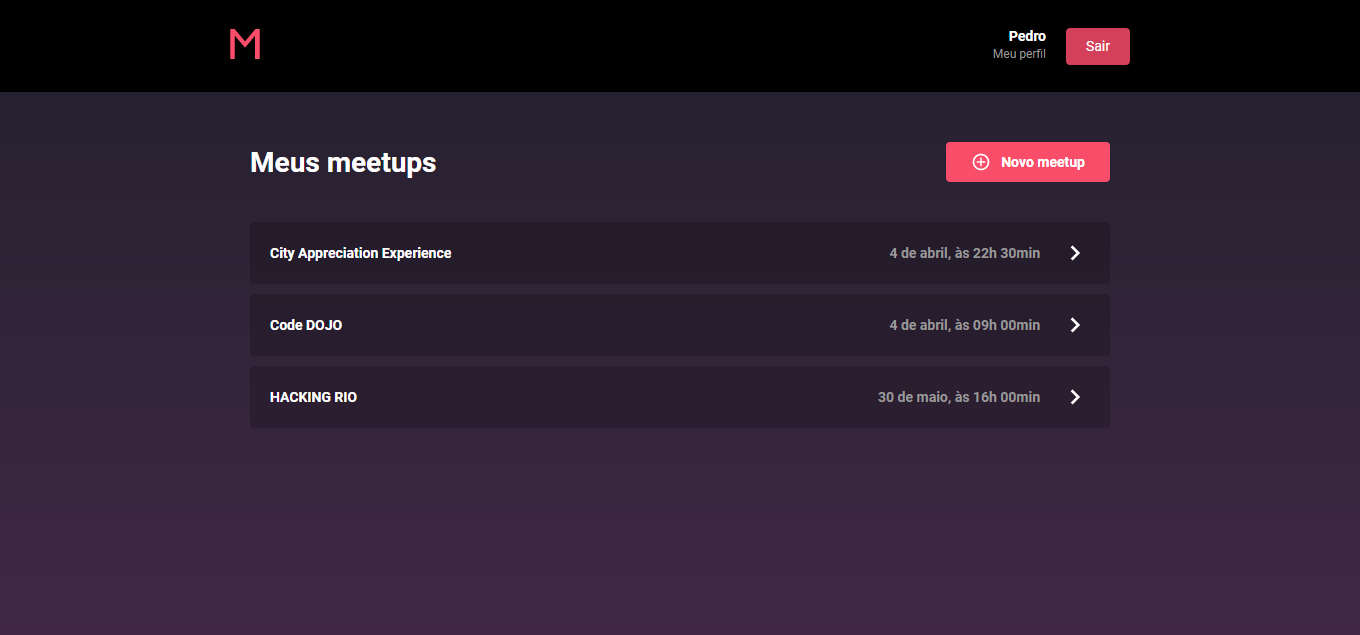 M
Pedro
Meu perfil
Sair
Meus meetups
Novo meetup
City Appreciation Experience
4 de abril, às 22h 30min
Code DOJO
4 de abril, às 09h 00min
HACKING RIO
30 de maio, às 16h 00min